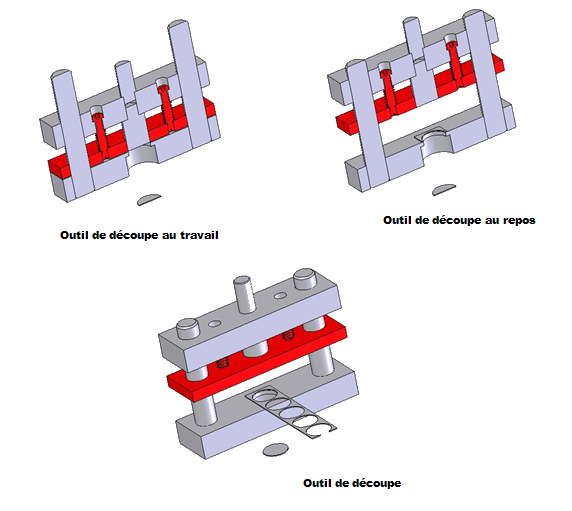 Outil de découpe au travail
Outil de découpe au repos
Outil de découpe